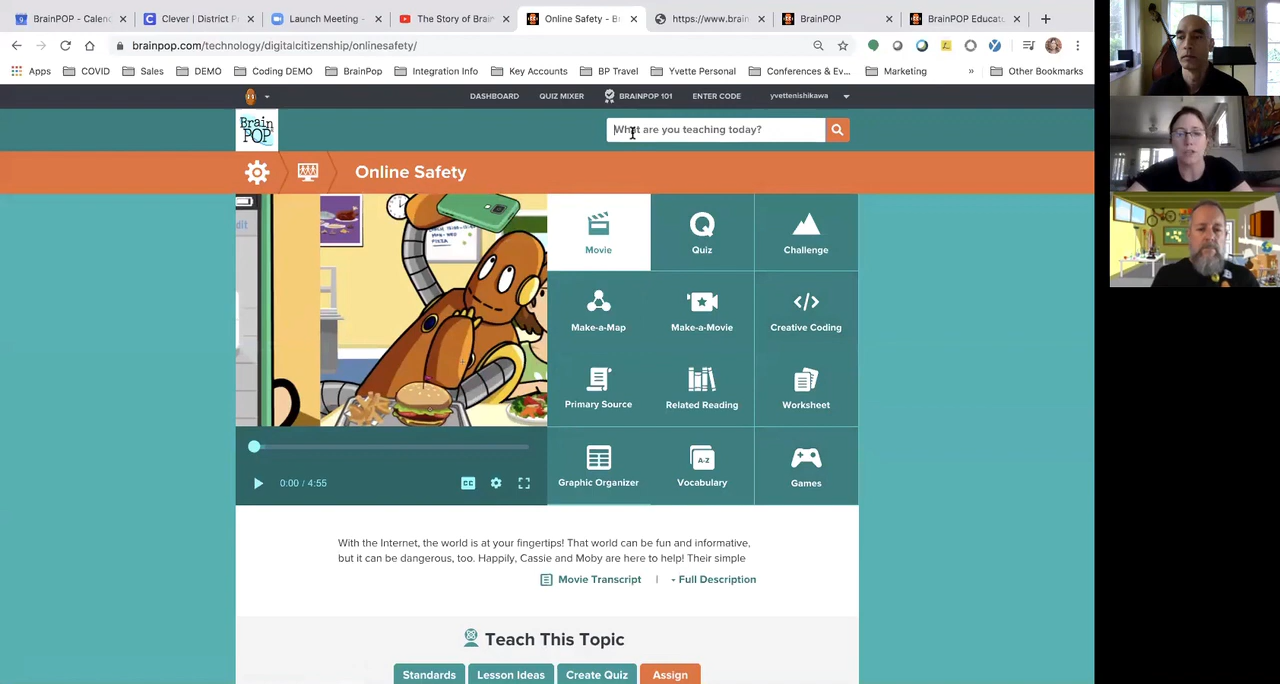 BrainPOP - Calend
Clever | District P
Launch Meeting -
The Story of Brain
Online Safety - B
https://www.brain
BrainPOP
BrainPOP Educato
brainpop.com/technology/digitalcitizenship/onlinesafety/
Apps COVID Sales DEMO Coding DEMO BrainPop Integration Info Key Accounts BP Travel Yvette Personal Conferences & Ev... Marketing » Other Bookmarks
DASHBOARD QUIZ MIXER BRAINPOP 101 ENTER CODE yvettenishikawa
Brain
POP
What are you teaching today?
Online Safety
Movie Quiz Challenge
Make-a-Map Make-a-Movie Creative Coding
Primary Source Related Reading Worksheet
A-Z
Graphic Organizer Vocabulary Games
edit
0:00 / 4:55 CC
With the Internet, the world is at your fingertips! That world can be fun and informative,
but it can be dangerous, too. Happily, Cassie and Moby are here to help! Their simple
Movie Transcript | Full Description
Teach This Topic
Standards Lesson Ideas Create Quiz Assign